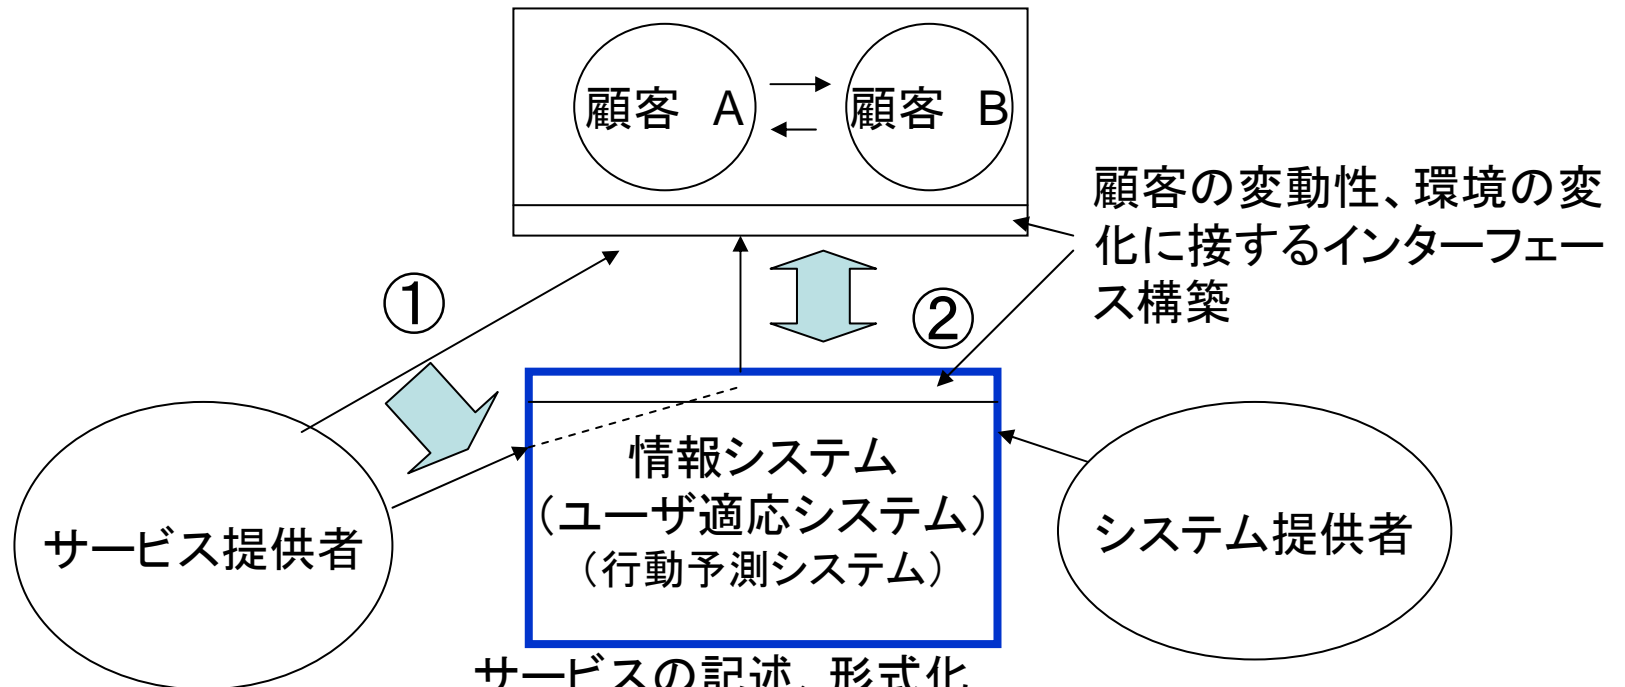 顧客　A
顧客　B
顧客の変動性、環境の変
化に接するインターフェー
ス構築
①
②
情報システム
（ユーザ適応システム）
（行動予測システム）
サービス提供者
システム提供者
サービスの記述、形式化